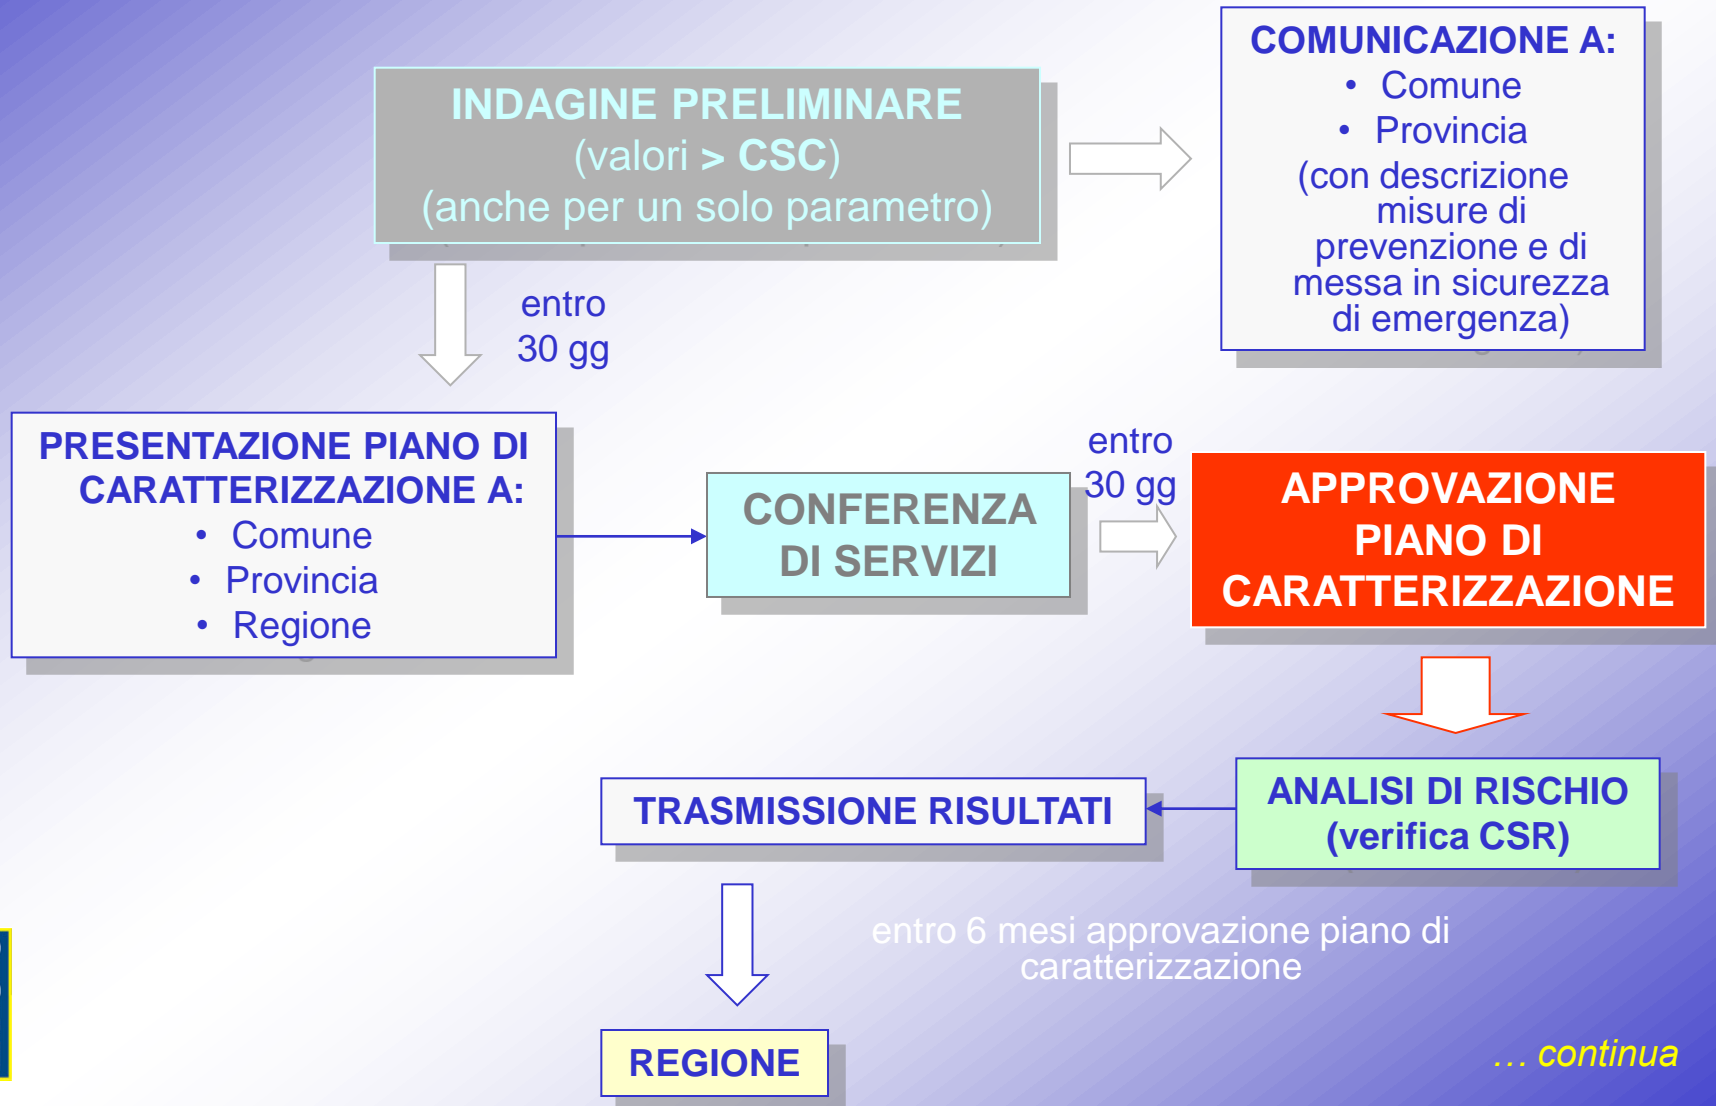 INDAGINE PRELIMINARE
(valori > CSC)
(anche per un solo parametro)
COMUNICAZIONE A:
• Comune
• Provincia
(con descrizione
misure di
prevenzione e di
messa in sicurezza
di emergenza)
entro
30 gg
PRESENTAZIONE PIANO DI
CARATTERIZZAZIONE A:
• Comune
• Provincia
• Regione
CONFERENZA
DI SERVIZI
entro
30 gg
APPROVAZIONE
PIANO DI
CARATTERIZZAZIONE
ANALISI DI RISCHIO
(verifica CSR)
TRASMISSIONE RISULTATI
entro 6 mesi approvazione piano di
caratterizzazione
REGIONE
... continua